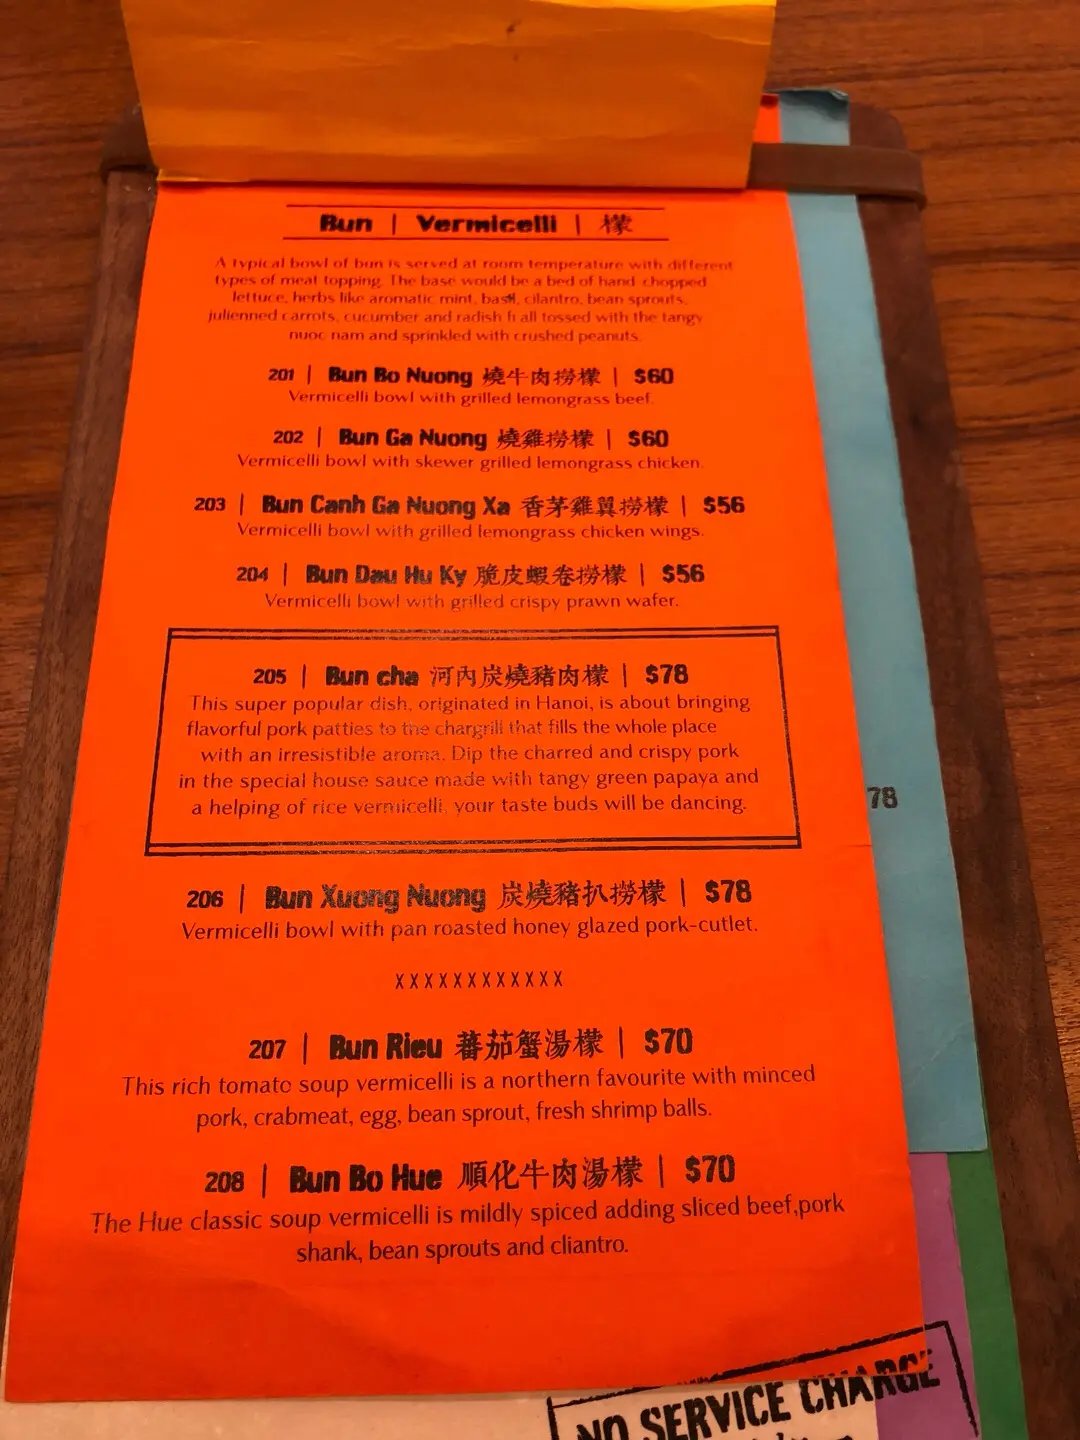 Bun | Vermicelli | 檬
A typical bowl of bun is served at room temperature with different
types of meat topping. The base would be a bed of hand-chopped
lettuce, herbs like aromatic mint, basil, cilantro, bean sprouts,
julienned carrots, cucumber and radish fi all tossed with the tangy
nuoc nam and sprinkled with crushed peanuts.
201 | Bun Bo Nuong 燒牛肉撈檬 | $60
Vermicelli bowl with grilled lemongrass beef.
202 | Bun Ga Nuong 燒雞撈檬 | $60
Vermicelli bowl with skewer grilled lemongrass chicken.
203 | Bun Canh Ga Nuong Xa 香茅雞翼撈檬 | $56
Vermicelli bowl with grilled lemongrass chicken wings.
204 | Bun Dau Hu Ky 脆皮蝦卷撈檬 | $56
Vermicelli bowl with grilled crispy prawn wafer.
205 | Bun cha 河內炭燒豬肉檬 | $78
This super popular dish, originated in Hanoi, is about bringing
flavorful pork patties to the chargrill that fills the whole place
with an irresistible aroma. Dip the charred and crispy pork
in the special house sauce made with tangy green papaya and
a helping of rice vermicelli, your taste buds will be dancing.
78
206 | Bun Xuong Nuong 炭燒豬扒撈檬 | $78
Vermicelli bowl with pan roasted honey glazed pork-cutlet.
xxxxxxxxxxxx
207 | Bun Rieu 蕃茄蟹湯檬 | $70
This rich tomato soup vermicelli is a northern favourite with minced
pork, crabmeat, egg, bean sprout, fresh shrimp balls.
208 | Bun Bo Hue 順化牛肉湯檬 | $70
The Hue classic soup vermicelli is mildly spiced adding sliced beef,pork
shank, bean sprouts and cliantro.
NO SERVICE CHARGE